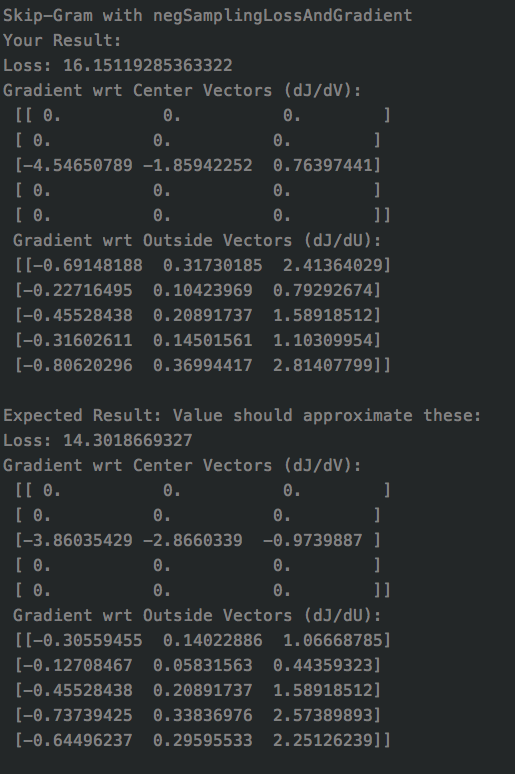 Skip-Gram with negSamplingLossAndGradient
Your Result:
Loss: 16.15119285363322
Gradient wrt Center Vectors (dJ/dV):
[[ 0. 0. 0. ]
[ 0. 0. 0. ]
[-4.54650789 -1.85942252 0.76397441]
[ 0. 0. 0. ]
[ 0. 0. 0. ]]
Gradient wrt Outside Vectors (dJ/dU):
[[-0.69148188 0.31730185 2.41364029]
[-0.22716495 0.10423969 0.79292674]
[-0.45528438 0.20891737 1.58918512]
[-0.31602611 0.14501561 1.10309954]
[-0.80620296 0.36994417 2.81407799]]
Expected Result: Value should approximate these:
Loss: 14.3018669327
Gradient wrt Center Vectors (dJ/dV):
[[ 0. 0. 0. ]
[ 0. 0. 0. ]
[-3.86035429 -2.8660339 -0.9739887 ]
[ 0. 0. 0. ]
[ 0. 0. 0. ]]
Gradient wrt Outside Vectors (dJ/dU):
[[-0.30559455 0.14022886 1.06668785]
[-0.12708467 0.05831563 0.44359323]
[-0.45528438 0.20891737 1.58918512]
[-0.73739425 0.33836976 2.57389893]
[-0.64496237 0.29595533 2.25126239]]